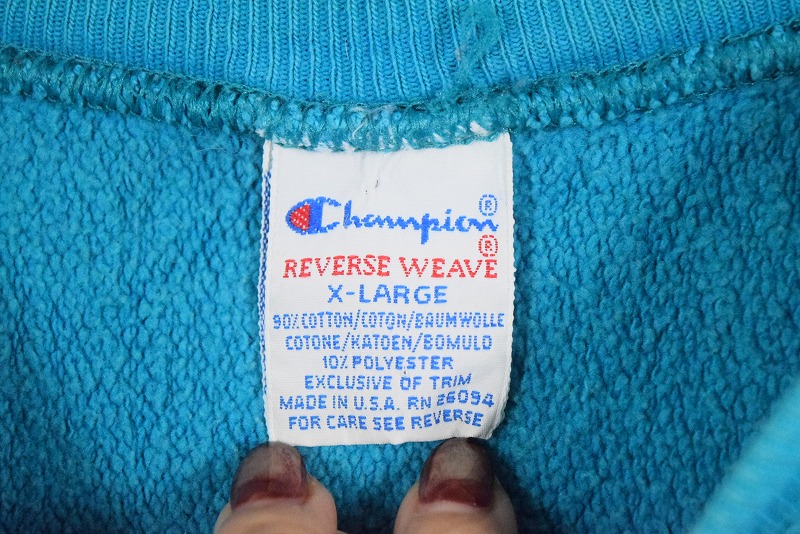 Champion®
REVERSE WEAVE®
X-LARGE
90% COTTON/COTON/BAUMWOLLE
COTONE/KATOEN/BOMULD
10% POLYESTER
EXCLUSIVE OF TRIM
MADE IN U.S.A. RN 26094
FOR CARE SEE REVERSE